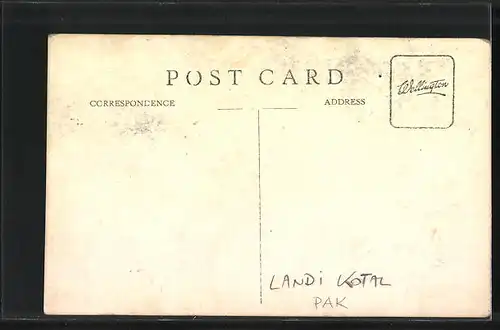 POST CARD
Wellington
CORRESPONDENCE
ADDRESS
LANDI KOTAL
PAK